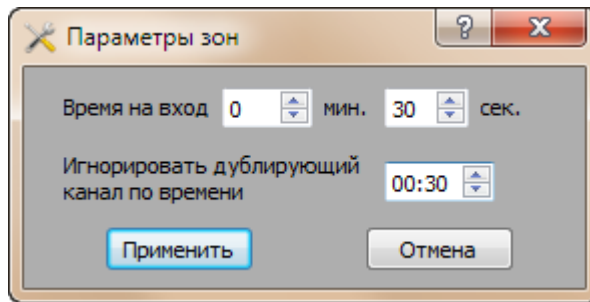 Параметры зон
Время на вход 0 мин. 30 сек.
Игнорировать дублирующий
канал по времени 00:30
Применить Отмена